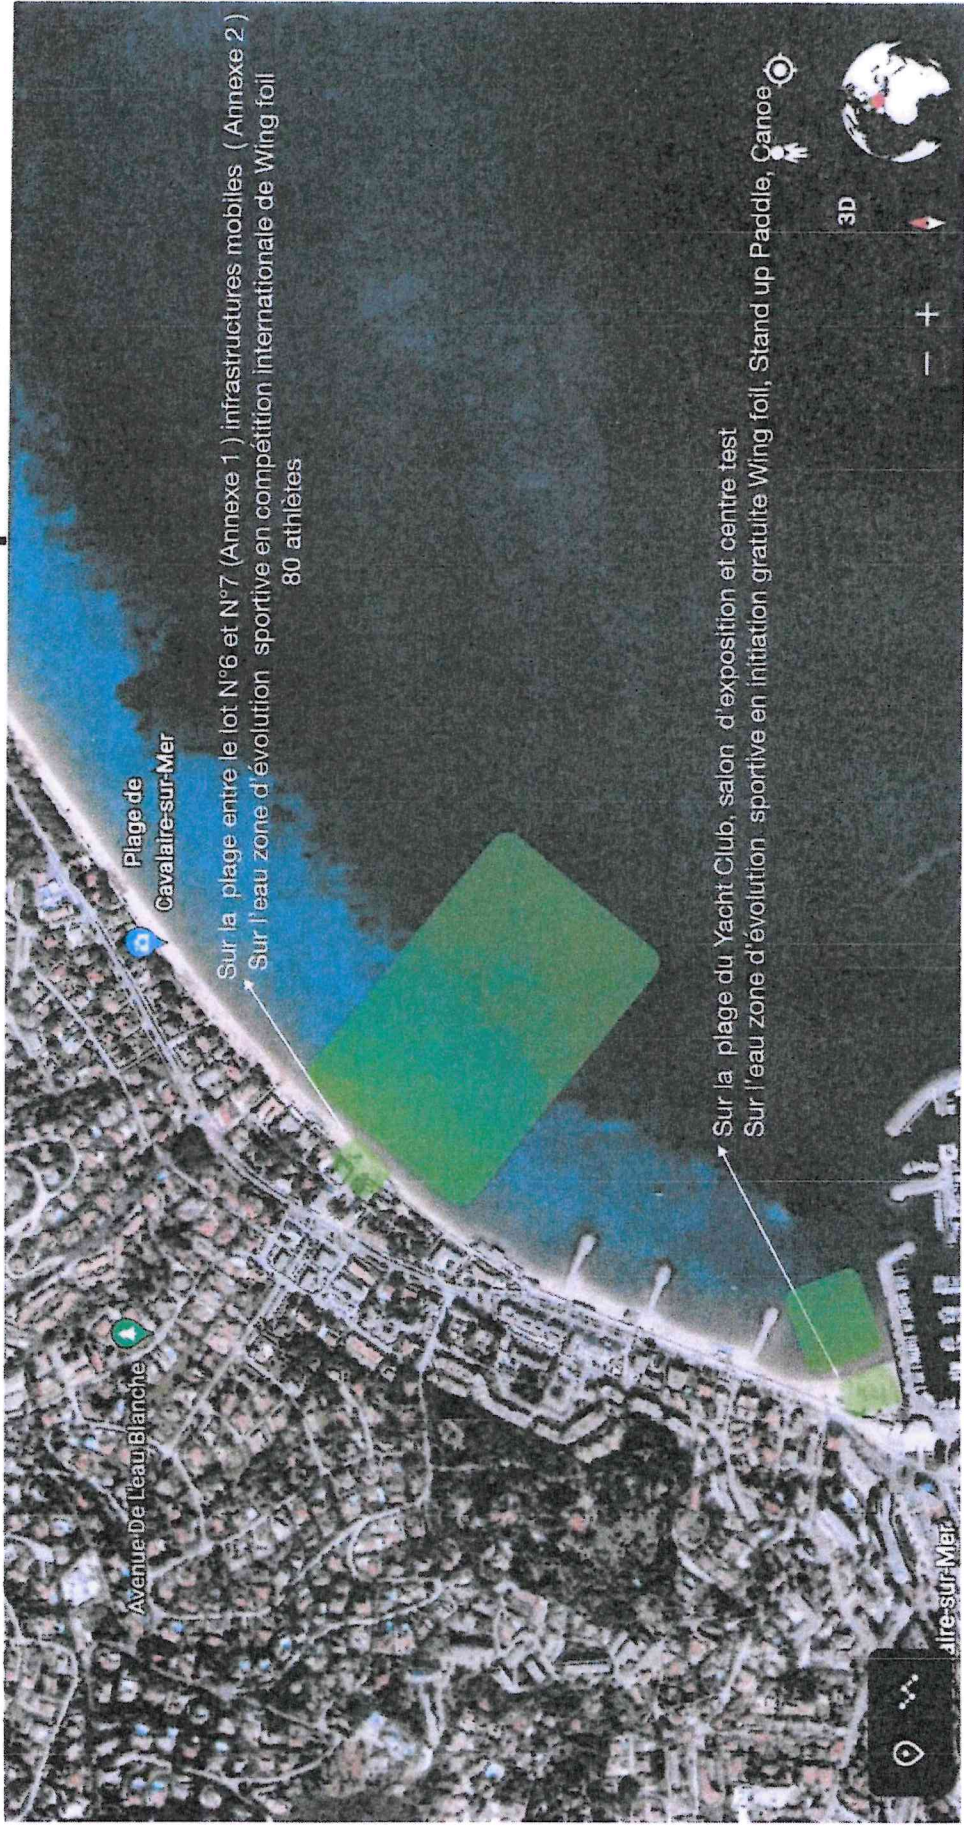 Sur la plage entre le lot N°6 et N°7 (Annexe 1 ) infrastructures mobiles ( Annexe 2 )
Sur l'eau zone d'évolution sportive en compétition internationale de Wing foil
80 athlètes
Plage de
Cavalaire-sur-Mer
Avenue De L'eau Blanche
Sur la plage du Yacht Club, salon d'exposition et centre test
Sur l'eau zone d'évolution sportive en initiation gratuite Wing foil, Stand up Paddle, Canoe
3D
aire-sur-Mer